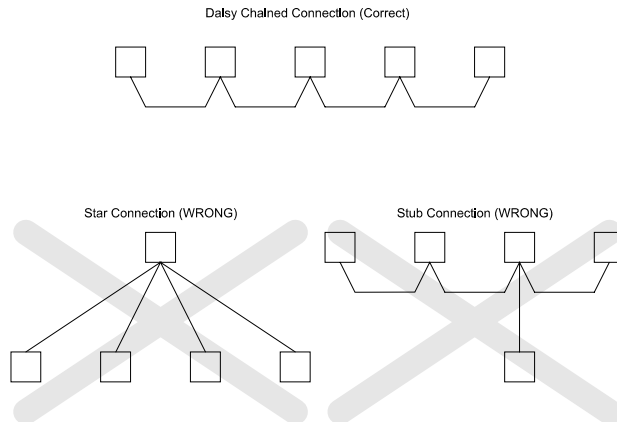 Daisy Chained Connection (Correct)
Star Connection (WRONG)
Stub Connection (WRONG)